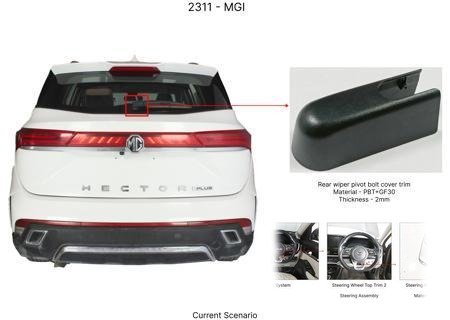 2311 - MGI
MG
HECTOR PLUS
Rear wiper pivot bolt cover trim
Material - PBT+GF30
Thickness - 2mm
System
Steering Wheel Top Trim 2
Steering
Steering Assembly
Current Scenario